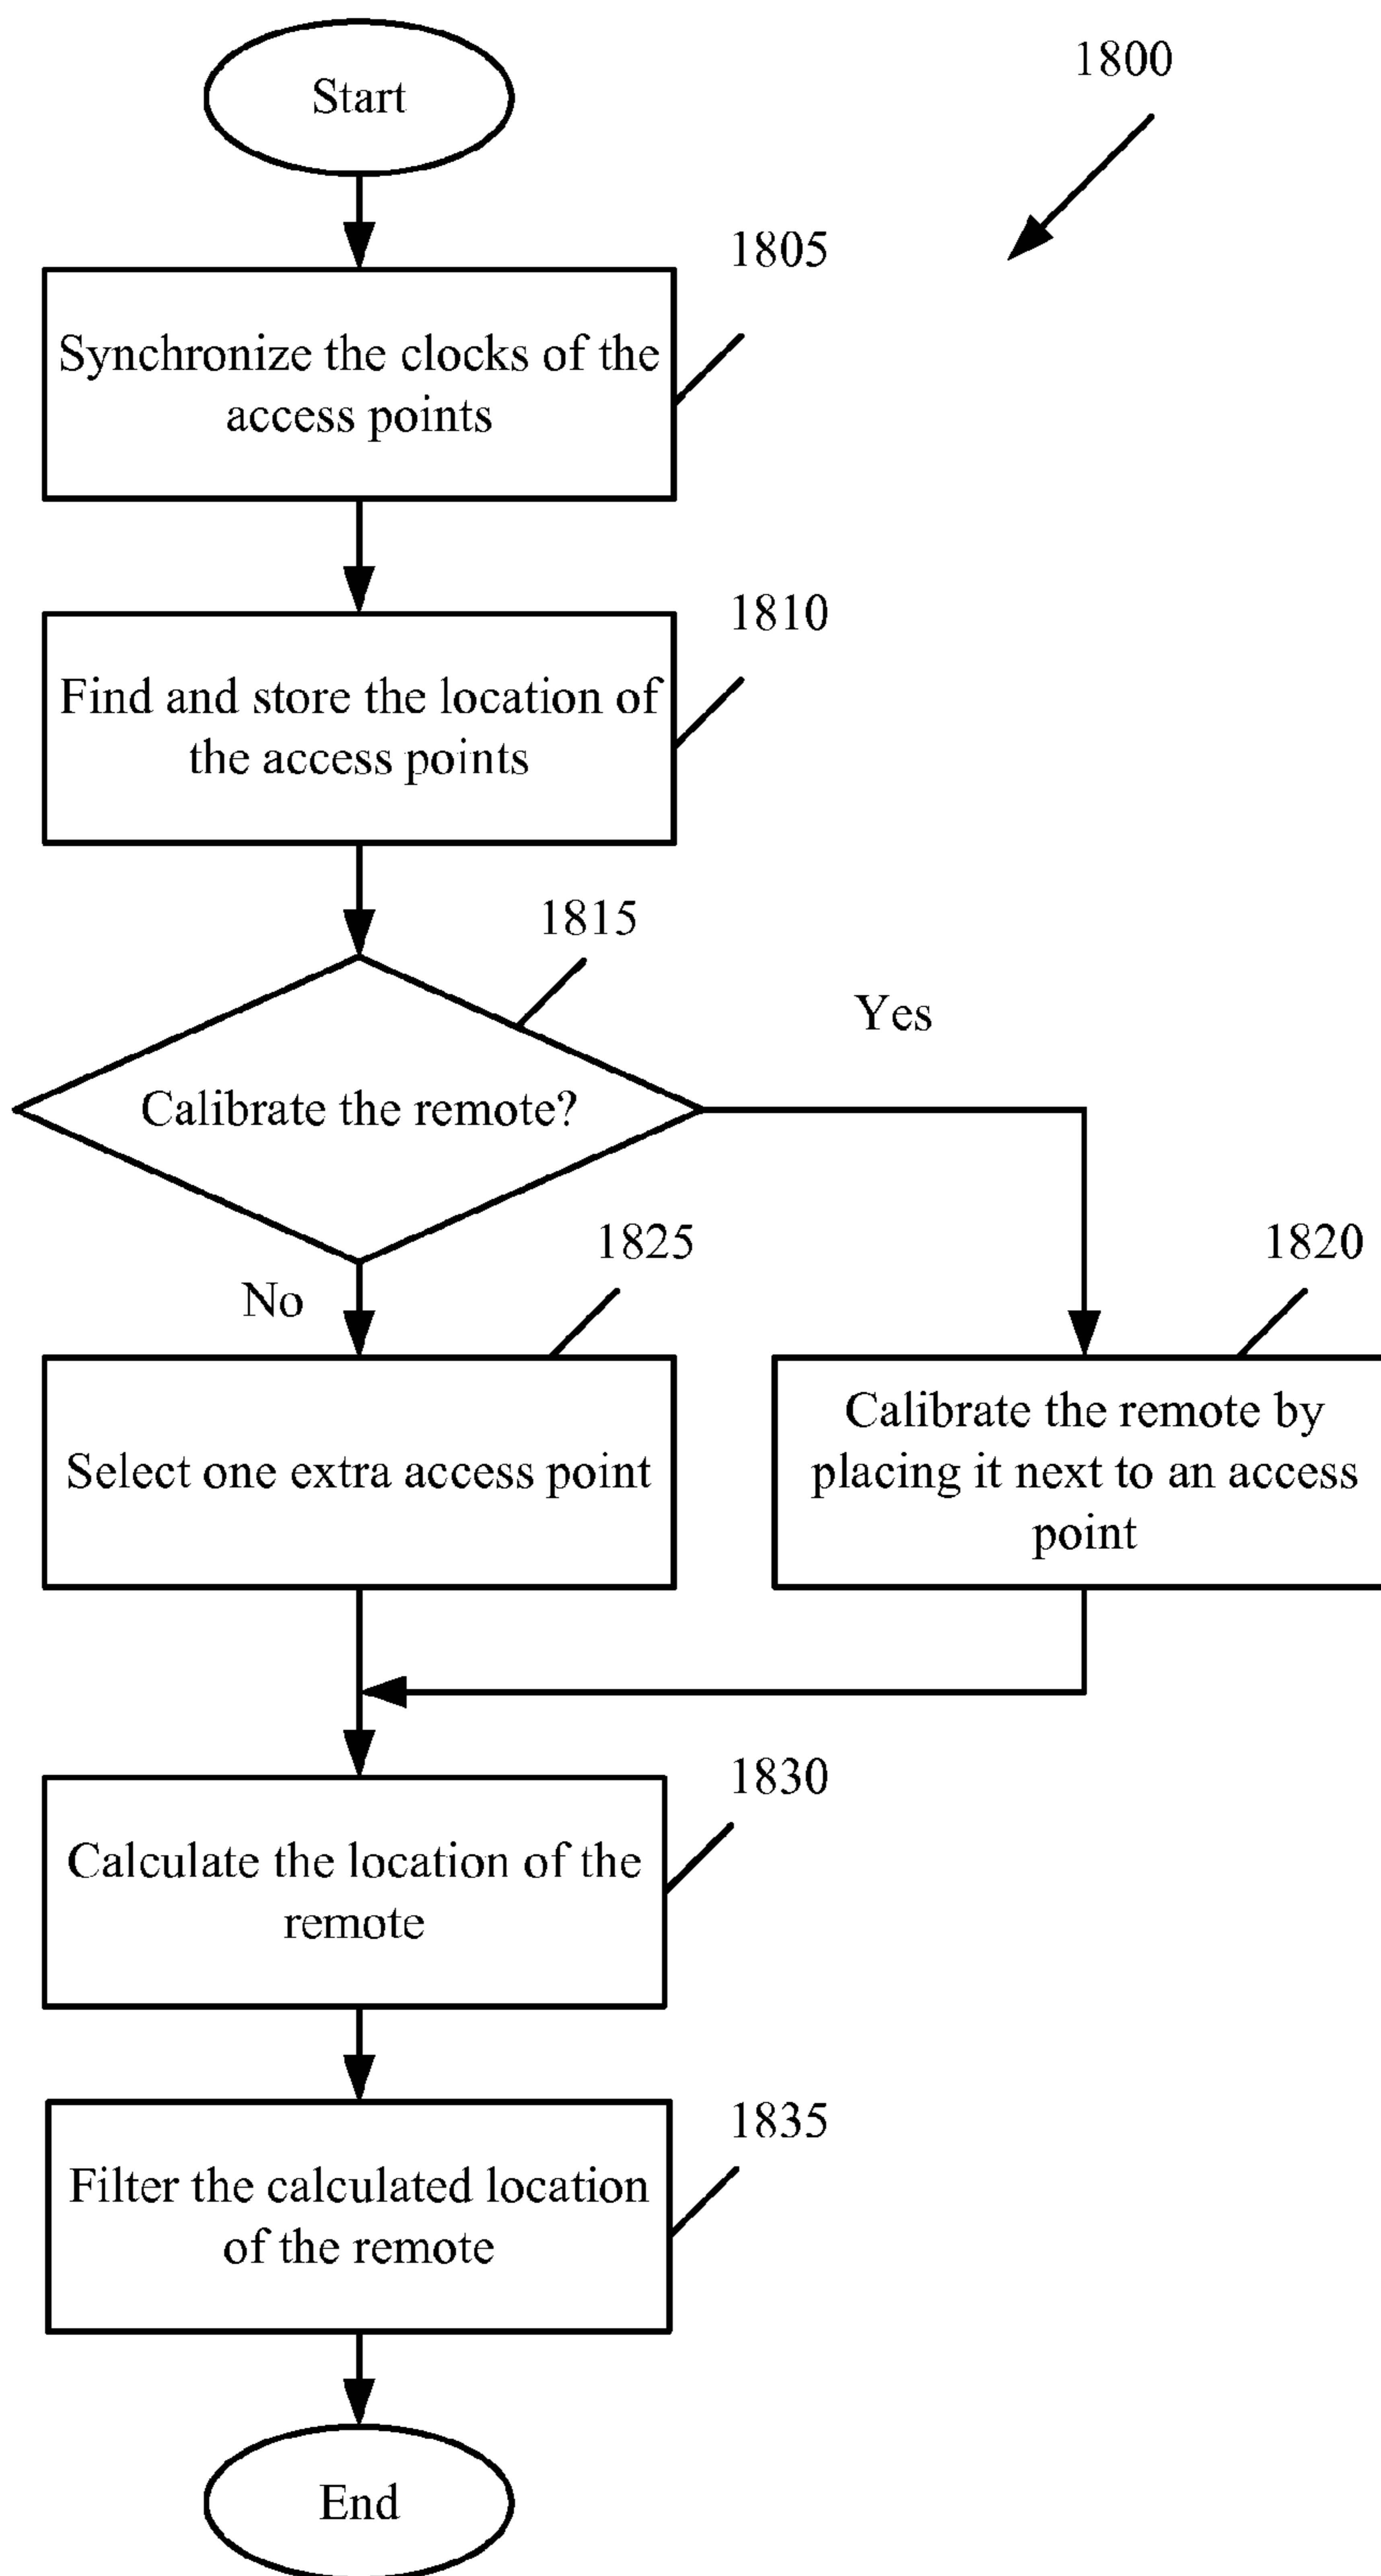 Start
1800
1805
Synchronize the clocks of the
access points
1810
Find and store the location of
the access points
1815
Yes
Calibrate the remote?
1825
1820
No
Select one extra access point
Calibrate the remote by
placing it next to an access
point
1830
Calculate the location of the
remote
1835
Filter the calculated location
of the remote
End